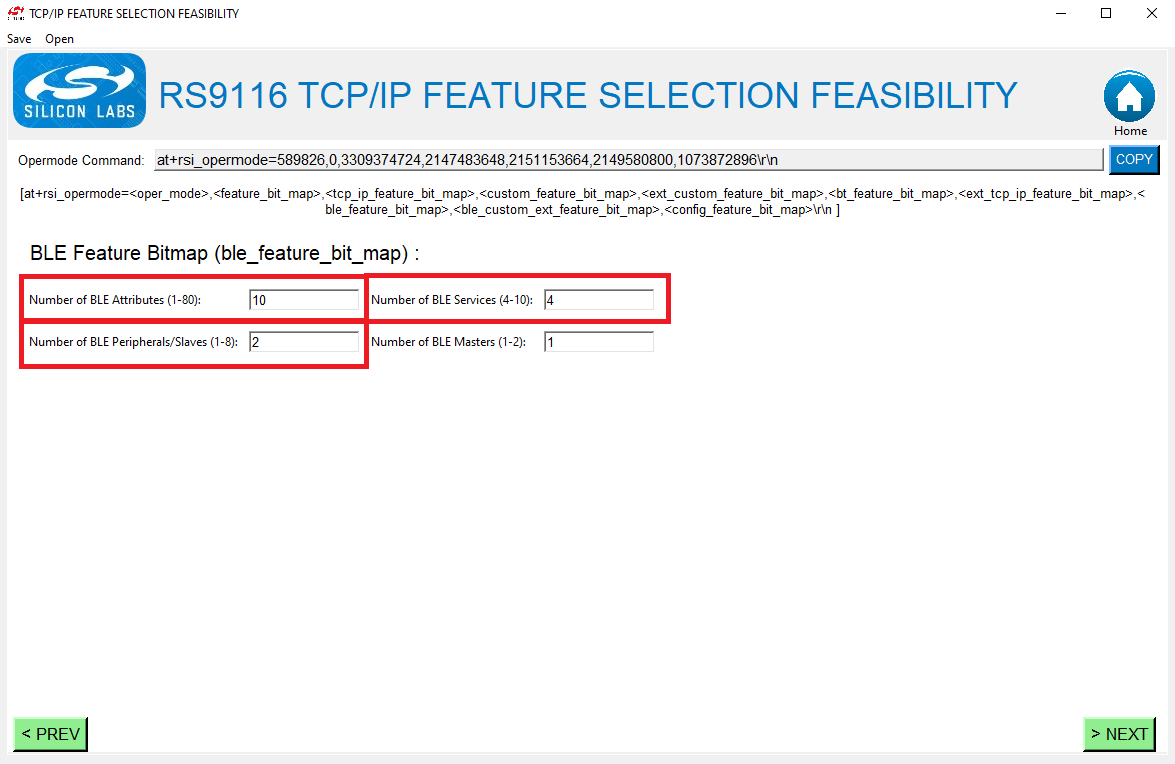 TCP/IP FEATURE SELECTION FEASIBILITY
Save Open
SILICON LABS
RS9116 TCP/IP FEATURE SELECTION FEASIBILITY
Home
Opermode Command: at+rsi_opermode=589826,0,3309374724,2147483648,2151153664,2149580800,1073872896\r\n COPY
[at+rsi_opermode=<oper_mode>,<feature_bit_map>,<tcp_ip_feature_bit_map>,<custom_feature_bit_map>,<ext_custom_feature_bit_map>,<bt_feature_bit_map>,<ext_tcp_ip_feature_bit_map>,<
ble_feature_bit_map>,<ble_custom_ext_feature_bit_map>,<config_feature_bit_map>\r\n ]
BLE Feature Bitmap (ble_feature_bit_map) :
Number of BLE Attributes (1-80): 10 Number of BLE Services (4-10): 4
Number of BLE Peripherals/Slaves (1-8): 2 Number of BLE Masters (1-2): 1
< PREV > NEXT